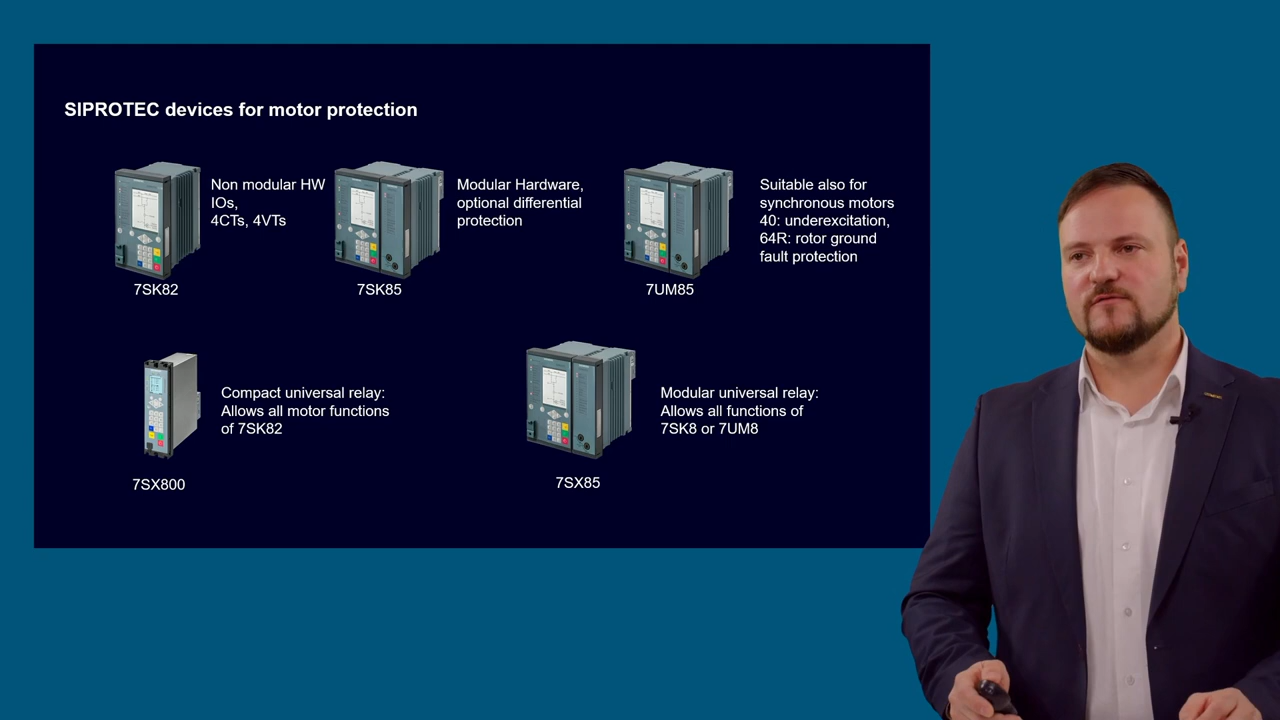 SIPROTEC devices for motor protection
Non modular HW
IOs,
4CTs, 4VTs
7SK82
Modular Hardware,
optional differential
protection
7SK85
Suitable also for
synchronous motors
40: underexcitation,
64R: rotor ground
fault protection
7UM85
Compact universal relay:
Allows all motor functions
of 7SK82
7SX800
Modular universal relay:
Allows all functions of
7SK8 or 7UM8
7SX85